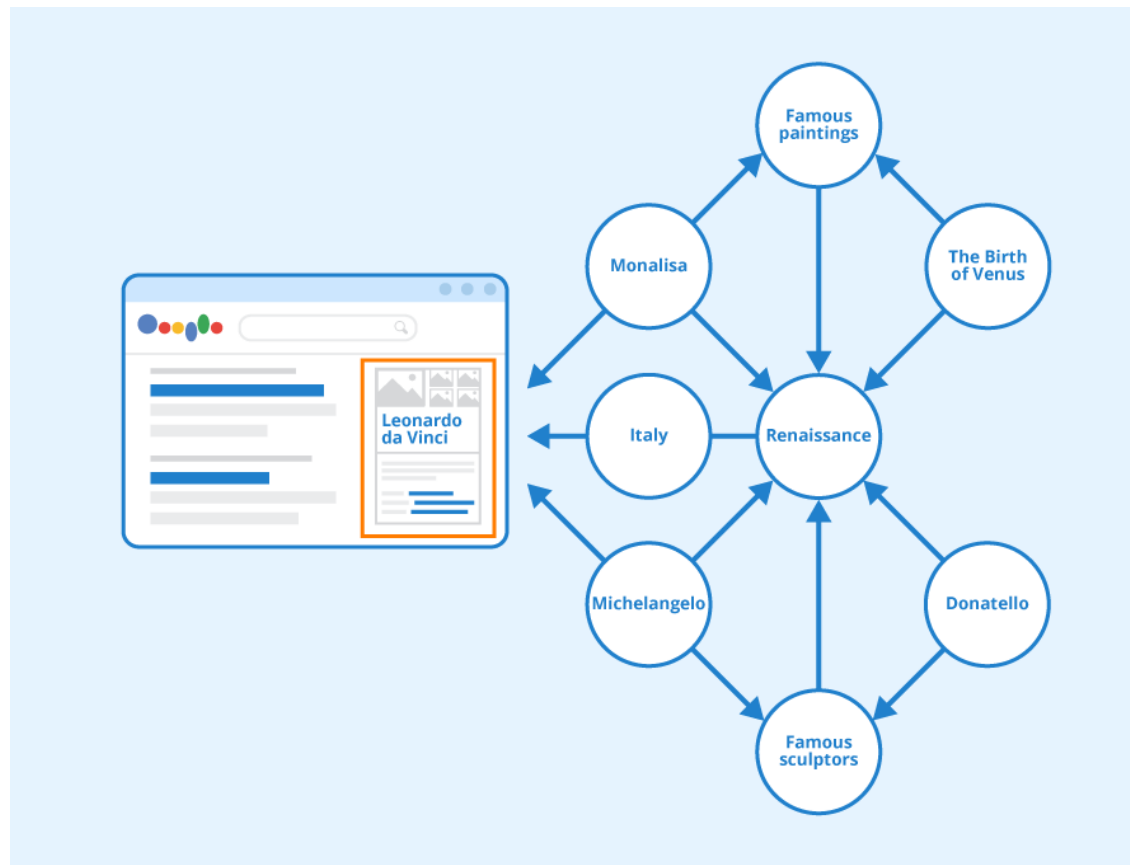 Famous
paintings
Monalisa
The Birth
of Venus
Leonardo
da Vinci
Italy
Renaissance
Michelangelo
Donatello
Famous
sculptors